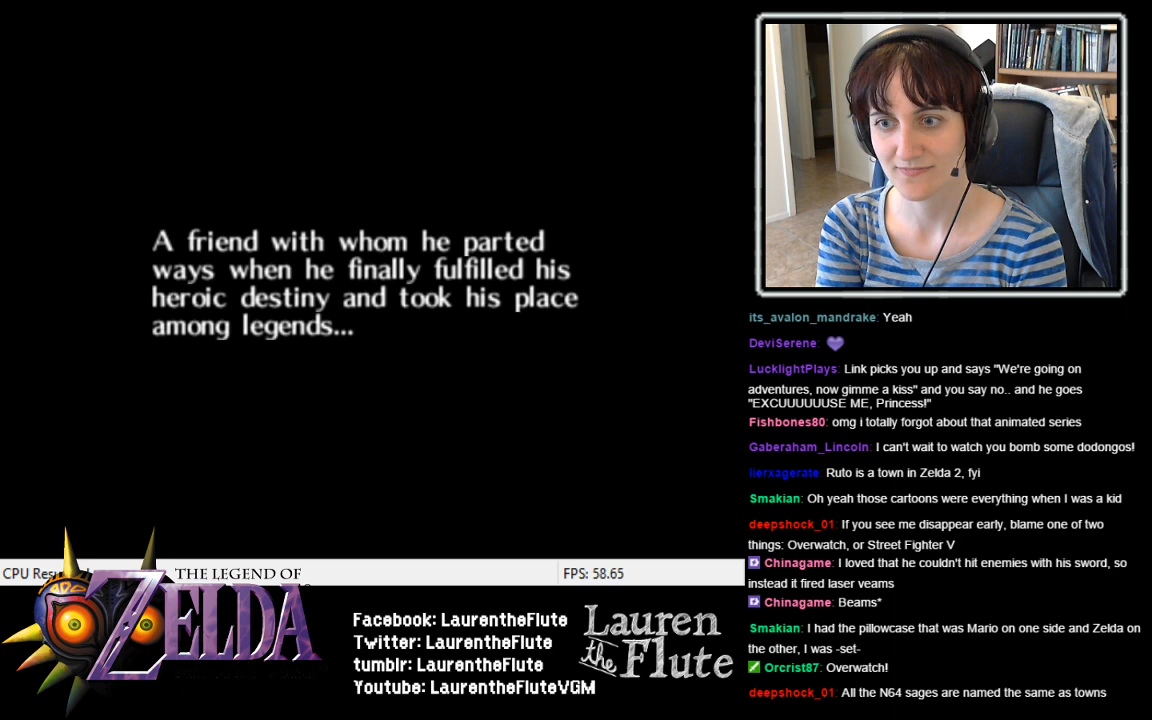 A friend with whom he parted
ways when he finally fulfilled his
heroic destiny and took his place
among legends...
its_avalon_mandrake: Yeah
DeviSerene:
LucklightPlays: Link picks you up and says "We're going on
adventures, now gimme a kiss" and you say no.. and he goes
"EXCUUUUUUSE ME, Princess!"
Fishbones80: omg i totally forgot about that animated series
Gaberaham_Lincoln: I can't wait to watch you bomb some dodongos!
lierxagerate: Ruto is a town in Zelda 2, fyi
Smakian: Oh yeah those cartoons were everything when I was a kid
deepshock_01: If you see me disappear early, blame one of two
things: Overwatch, or Street Fighter V
Chinagame: I loved that he couldn't hit enemies with his sword, so
instead it fired laser veams
Chinagame: Beams*
Smakian: I had the pillowcase that was Mario on one side and Zelda on
the other, I was -set-
Orcrist87: Overwatch!
deepshock_01: All the N64 sages are named the same as towns
CPU
FPS: 58.65
THE LEGEND OF
ZELDA
Facebook: LaurentheFlute
Twitter: LaurentheFlute
tumblr: LaurentheFlute
Youtube: LaurentheFluteVGM
Lauren
the Flute